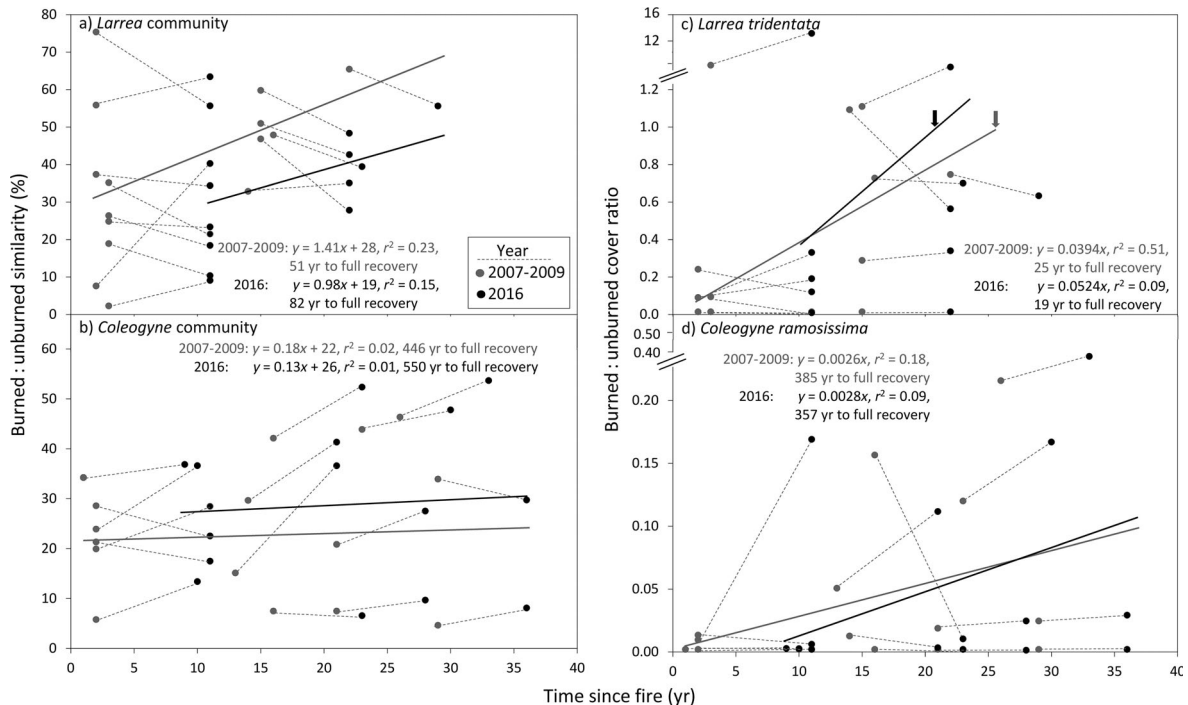 a) Larrea community
80
70
60
50
40
30
20
10
0
2007-2009: y = 1.41x + 28, r² = 0.23,
51 yr to full recovery
2016: y = 0.98x + 19, r² = 0.15,
82 yr to full recovery
Year
2007-2009
2016
b) Coleogyne community
2007-2009: y = 0.18x + 22, r² = 0.02, 446 yr to full recovery
2016: y = 0.13x + 26, r² = 0.01, 550 yr to full recovery
60
50
40
30
20
10
0
0 5 10 15 20 25 30 35 40
Burned : unburned similarity (%)
c) Larrea tridentata
16
12
8
1.0
0.8
0.6
0.4
0.2
0.0
2007-2009: y = 0.0394x, r² = 0.51,
25 yr to full recovery
2016: y = 0.0524x, r² = 0.09,
19 yr to full recovery
d) Coleogyne ramosissima
0.50
0.40
0.20
0.15
0.10
0.05
0.00
2007-2009: y = 0.0026x, r² = 0.18,
385 yr to full recovery
2016: y = 0.0028x, r² = 0.09,
357 yr to full recovery
0 5 10 15 20 25 30 35 40
Burned : unburned cover ratio
Time since fire (yr)